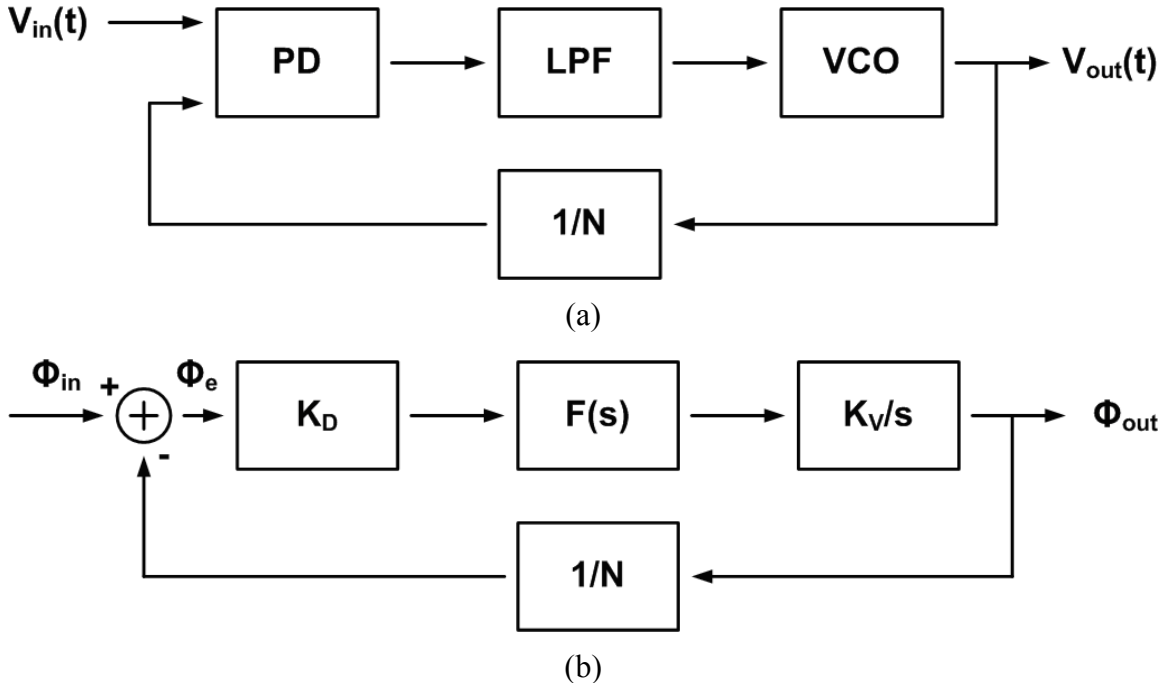 Vin(t)
PD
LPF
VCO
Vout(t)
1/N
(a)
Φin
+
Φe
KD
F(s)
KV/s
Φout
-
1/N
(b)